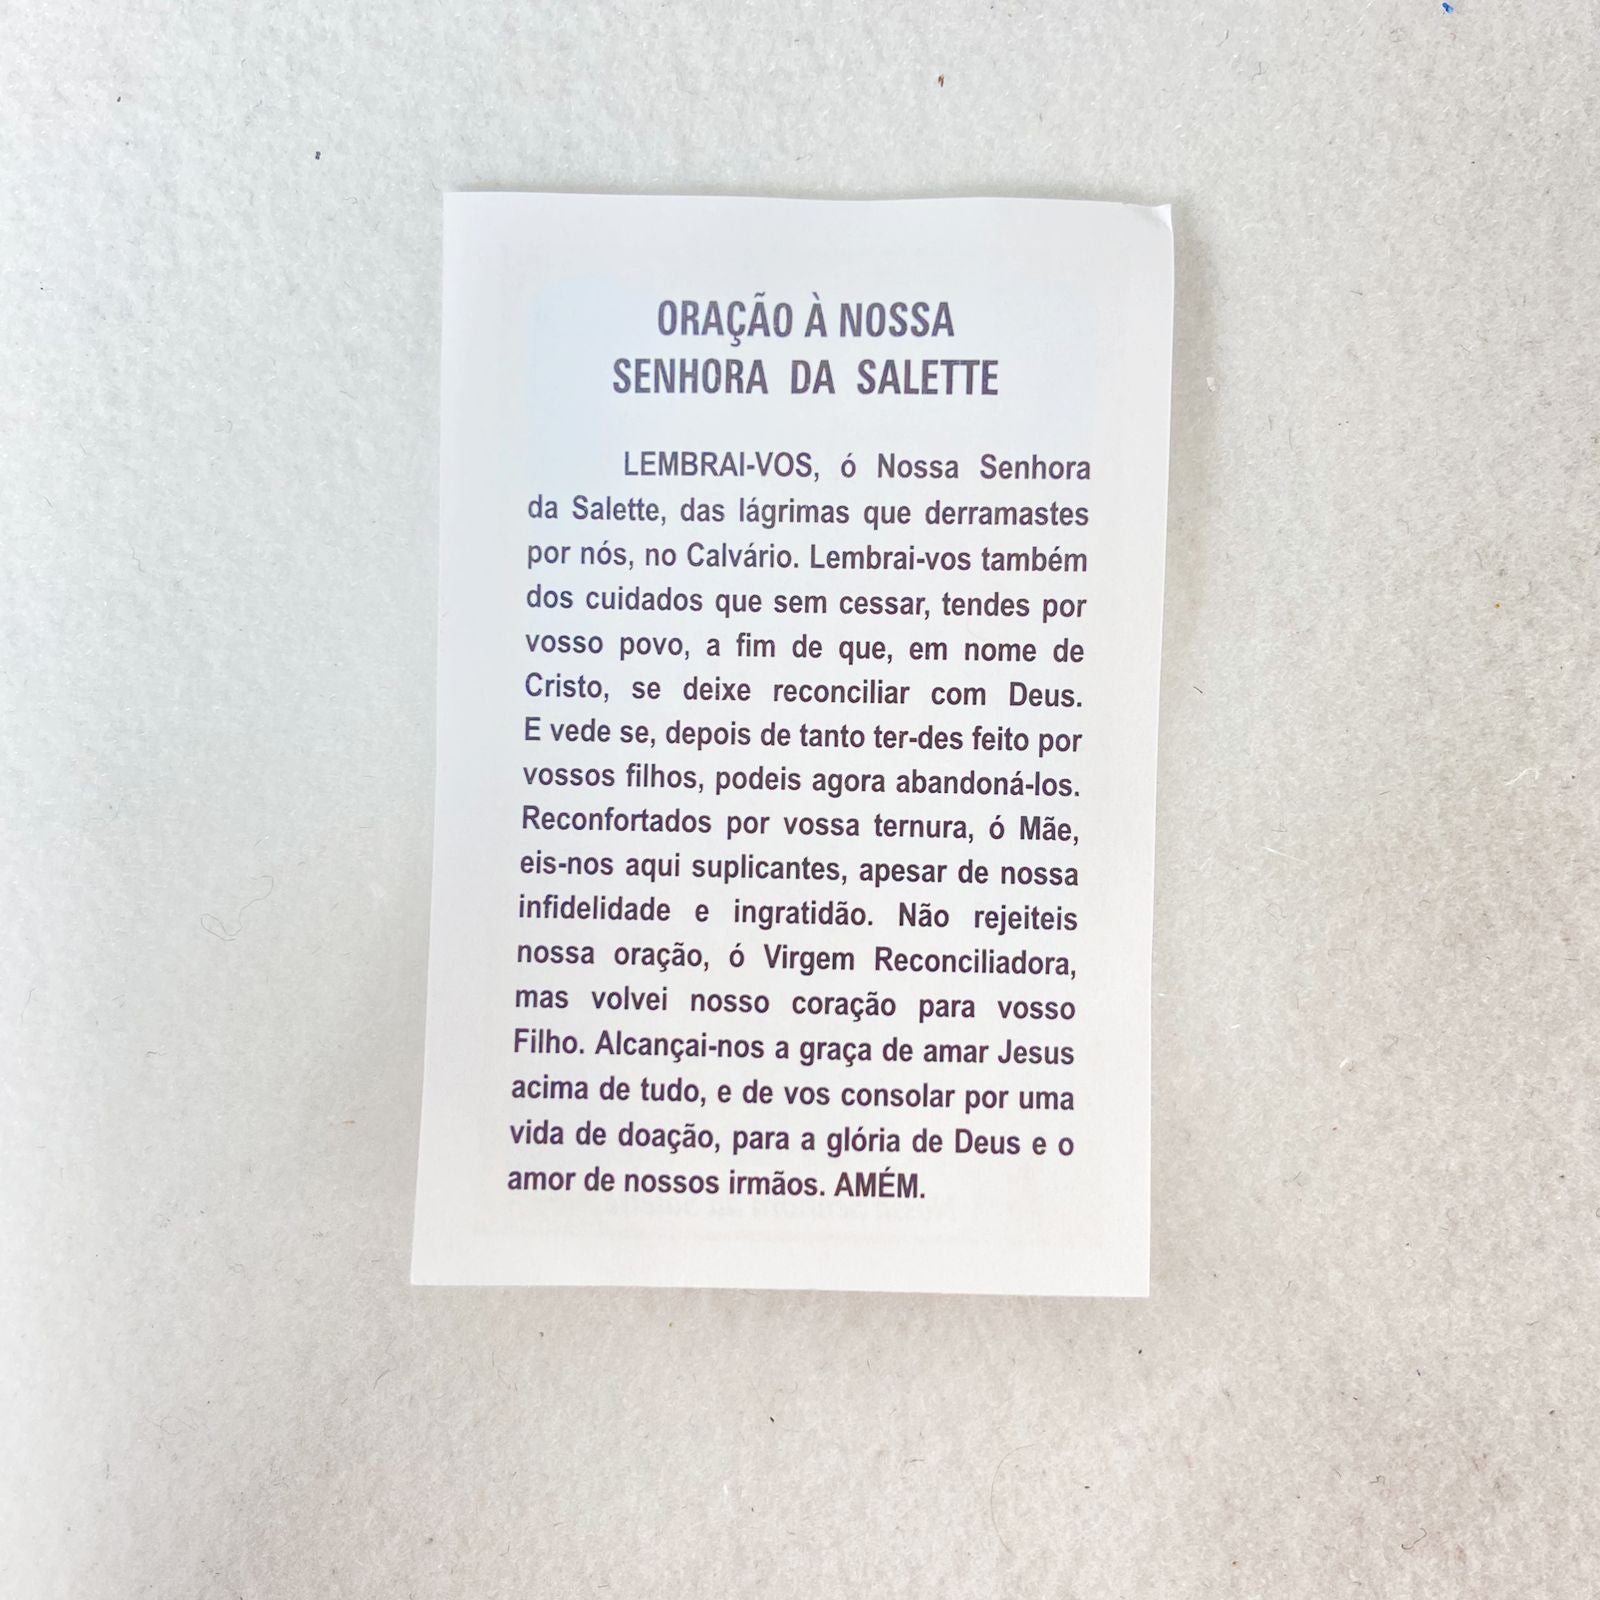 ORAÇÃO À NOSSA
SENHORA DA SALETTE
LEMBRAI-VOS, ó Nossa Senhora
da Salette, das lágrimas que derramastes
por nós, no Calvário. Lembrai-vos também
dos cuidados que sem cessar, tendes por
vosso povo, a fim de que, em nome de
Cristo, se deixe reconciliar com Deus.
E vede se, depois de tanto ter-des feito por
vossos filhos, podeis agora abandoná-los.
Reconfortados por vossa ternura, ó Mãe,
eis-nos aqui suplicantes, apesar de nossa
infidelidade e ingratidão. Não rejeiteis
nossa oração, ó Virgem Reconciliadora,
mas volvei nosso coração para vosso
Filho. Alcançai-nos a graça de amar Jesus
acima de tudo, e de vos consolar por uma
vida de doação, para a glória de Deus e o
amor de nossos irmãos. AMÉM.